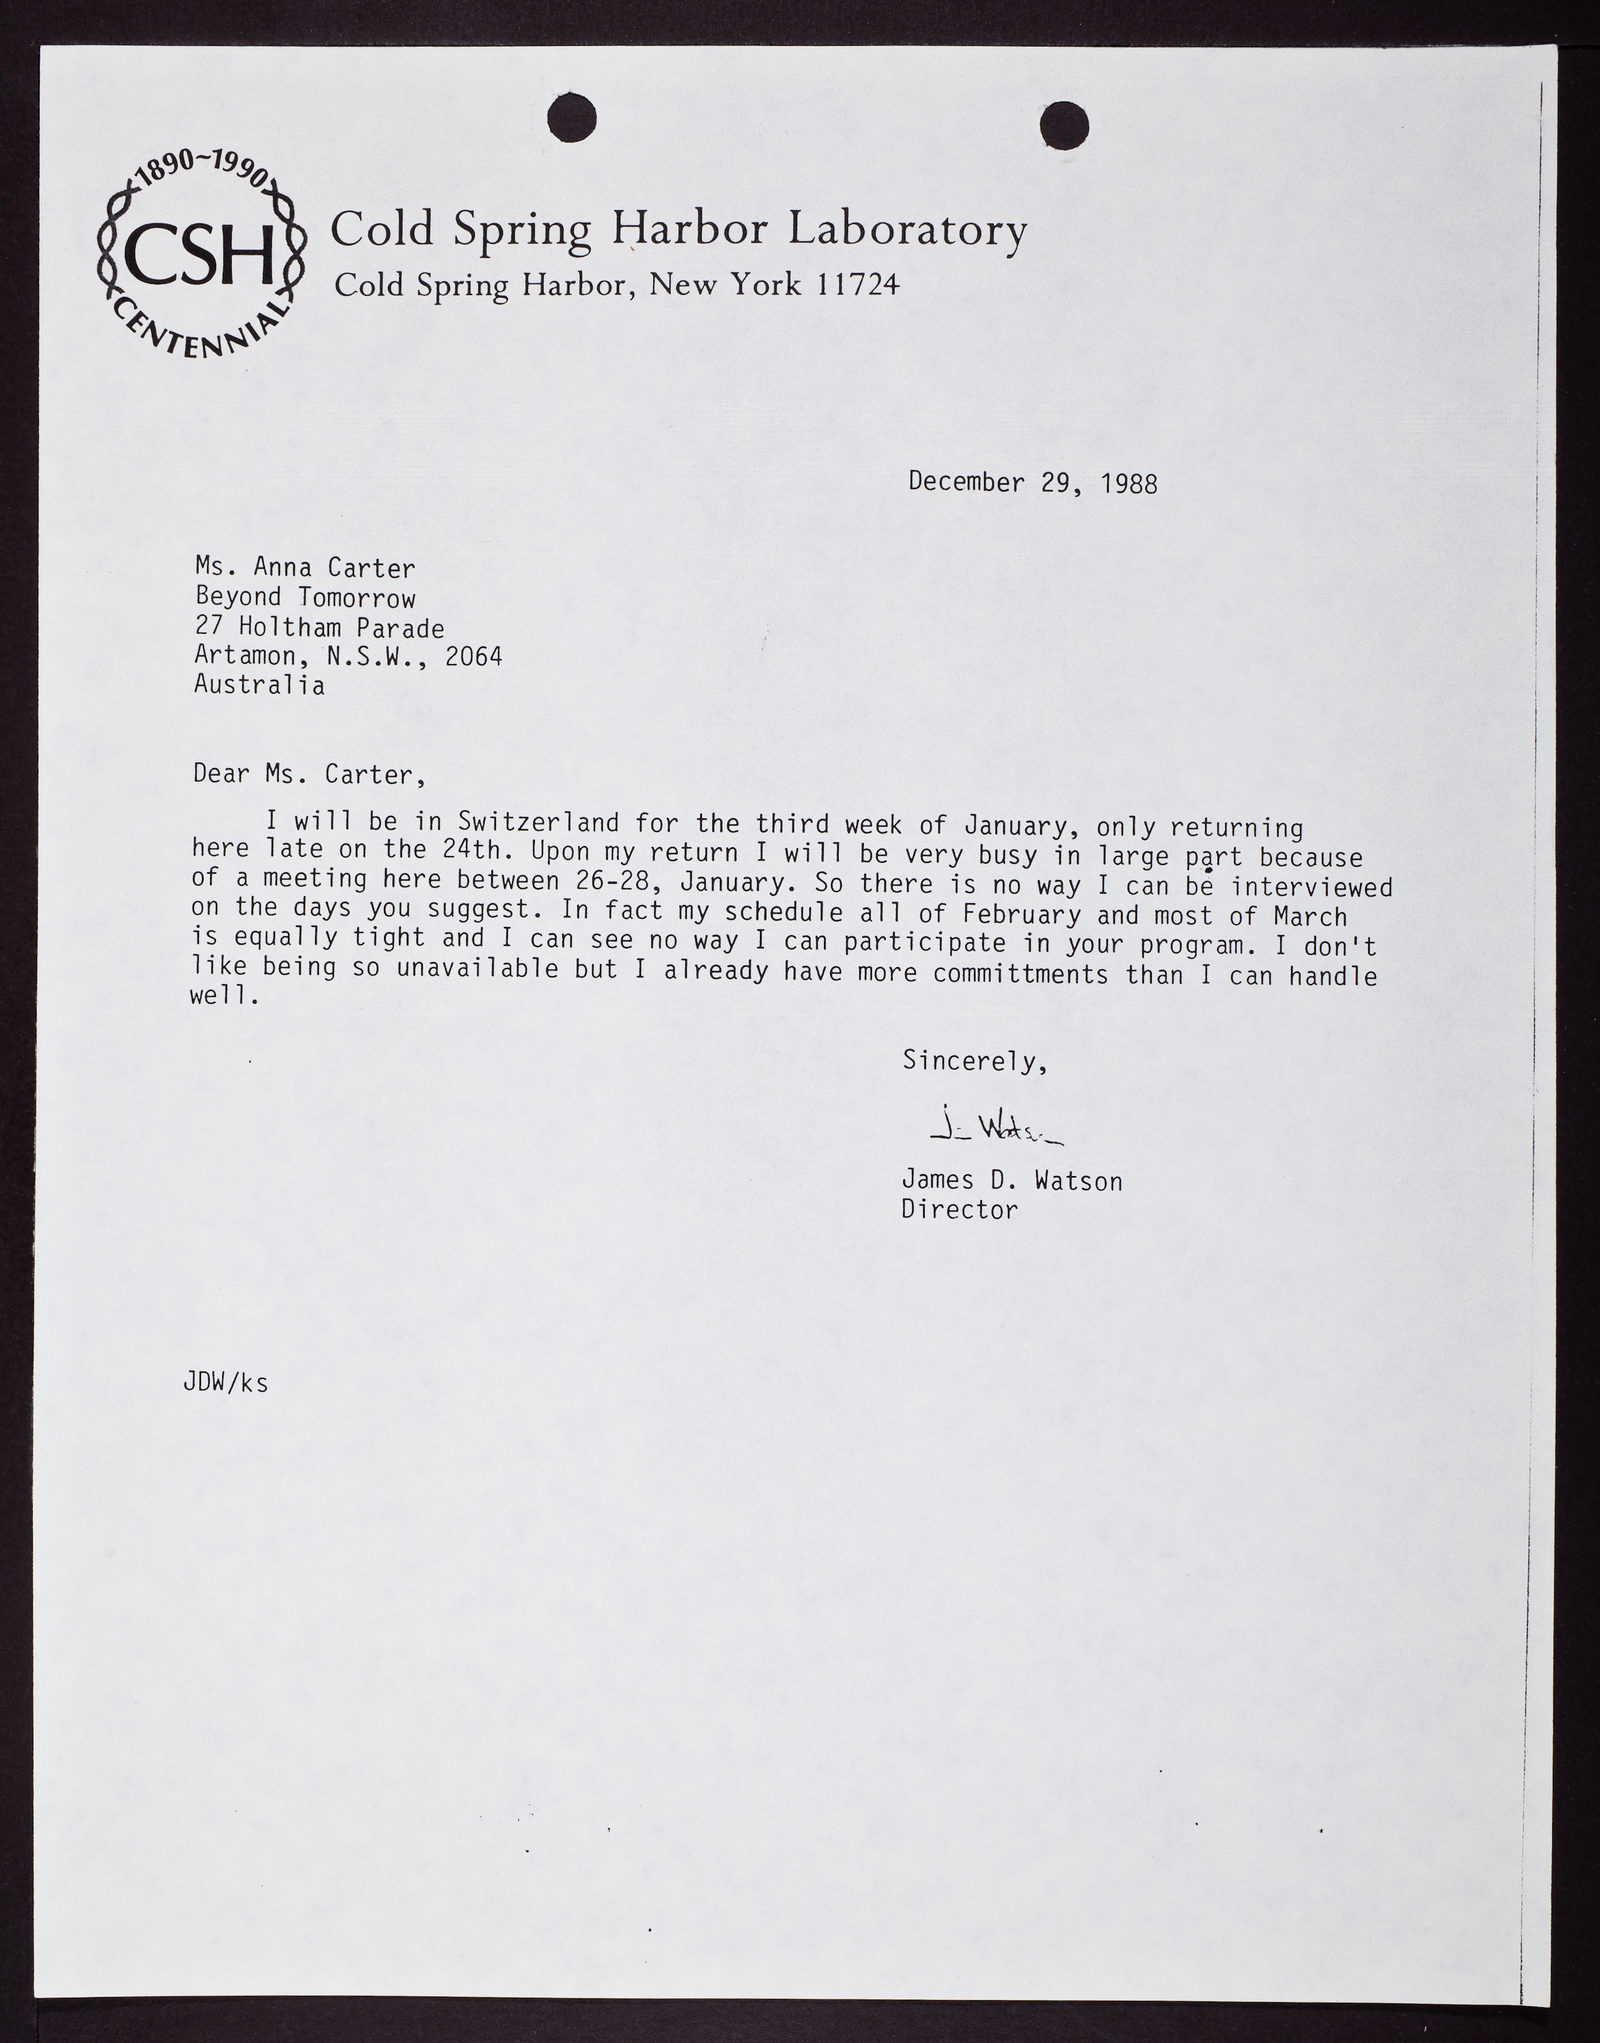 1890~1990
CSH
CENTENNIAL
Cold Spring Harbor Laboratory
Cold Spring Harbor, New York 11724
December 29, 1988
Ms. Anna Carter
Beyond Tomorrow
27 Holtham Parade
Artamon, N.S.W., 2064
Australia
Dear Ms. Carter,
I will be in Switzerland for the third week of January, only returning
here late on the 24th. Upon my return I will be very busy in large part because
of a meeting here between 26-28, January. So there is no way I can be interviewed
on the days you suggest. In fact my schedule all of February and most of March
is equally tight and I can see no way I can participate in your program. I don't
like being so unavailable but I already have more committments than I can handle
well.
Sincerely,
Jim Watson
James D. Watson
Director
JDW/ks